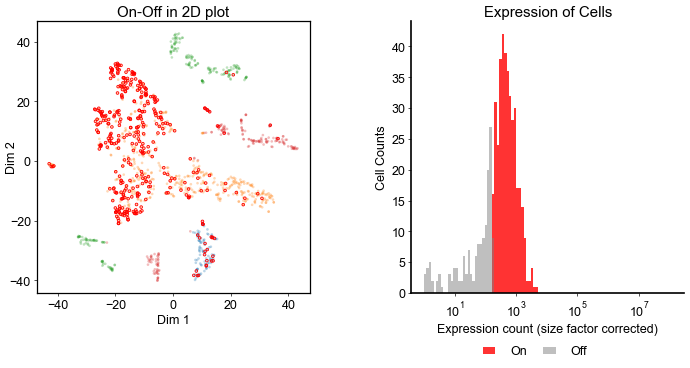 On-Off in 2D plot
Dim 2
40
20
0
−20
−40
−40 −20 0 20 40
Dim 1
Expression of Cells
Cell Counts
40
35
30
25
20
15
10
5
0
10^1 10^3 10^5 10^7
Expression count (size factor corrected)
On Off